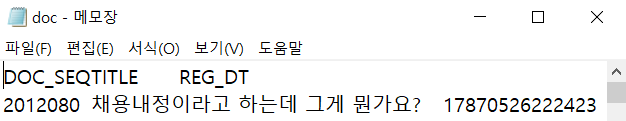 doc - 메모장
파일(F) 편집(E) 서식(O) 보기(V) 도움말
DOC_SEQTITLE REG_DT
2012080 채용내정이라고 하는데 그게 뭔가요? 17870526222423